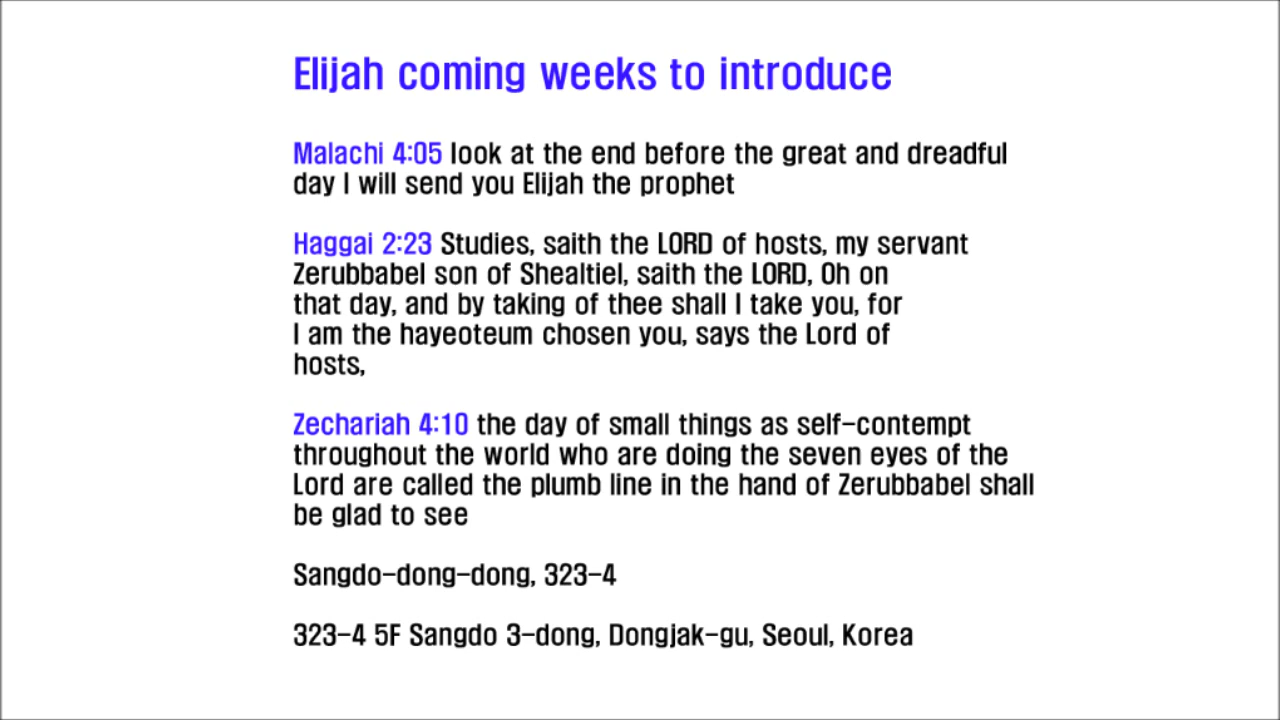 Elijah coming weeks to introduce
Malachi 4:05 look at the end before the great and dreadful
day I will send you Elijah the prophet
Haggai 2:23 Studies, saith the LORD of hosts, my servant
Zerubbabel son of Shealtiel, saith the LORD, Oh on
that day, and by taking of thee shall I take you, for
I am the hayeoteum chosen you, says the Lord of
hosts,
Zechariah 4:10 the day of small things as self-contempt
throughout the world who are doing the seven eyes of the
Lord are called the plumb line in the hand of Zerubbabel shall
be glad to see
Sangdo-dong-dong, 323-4
323-4 5F Sangdo 3-dong, Dongjak-gu, Seoul, Korea